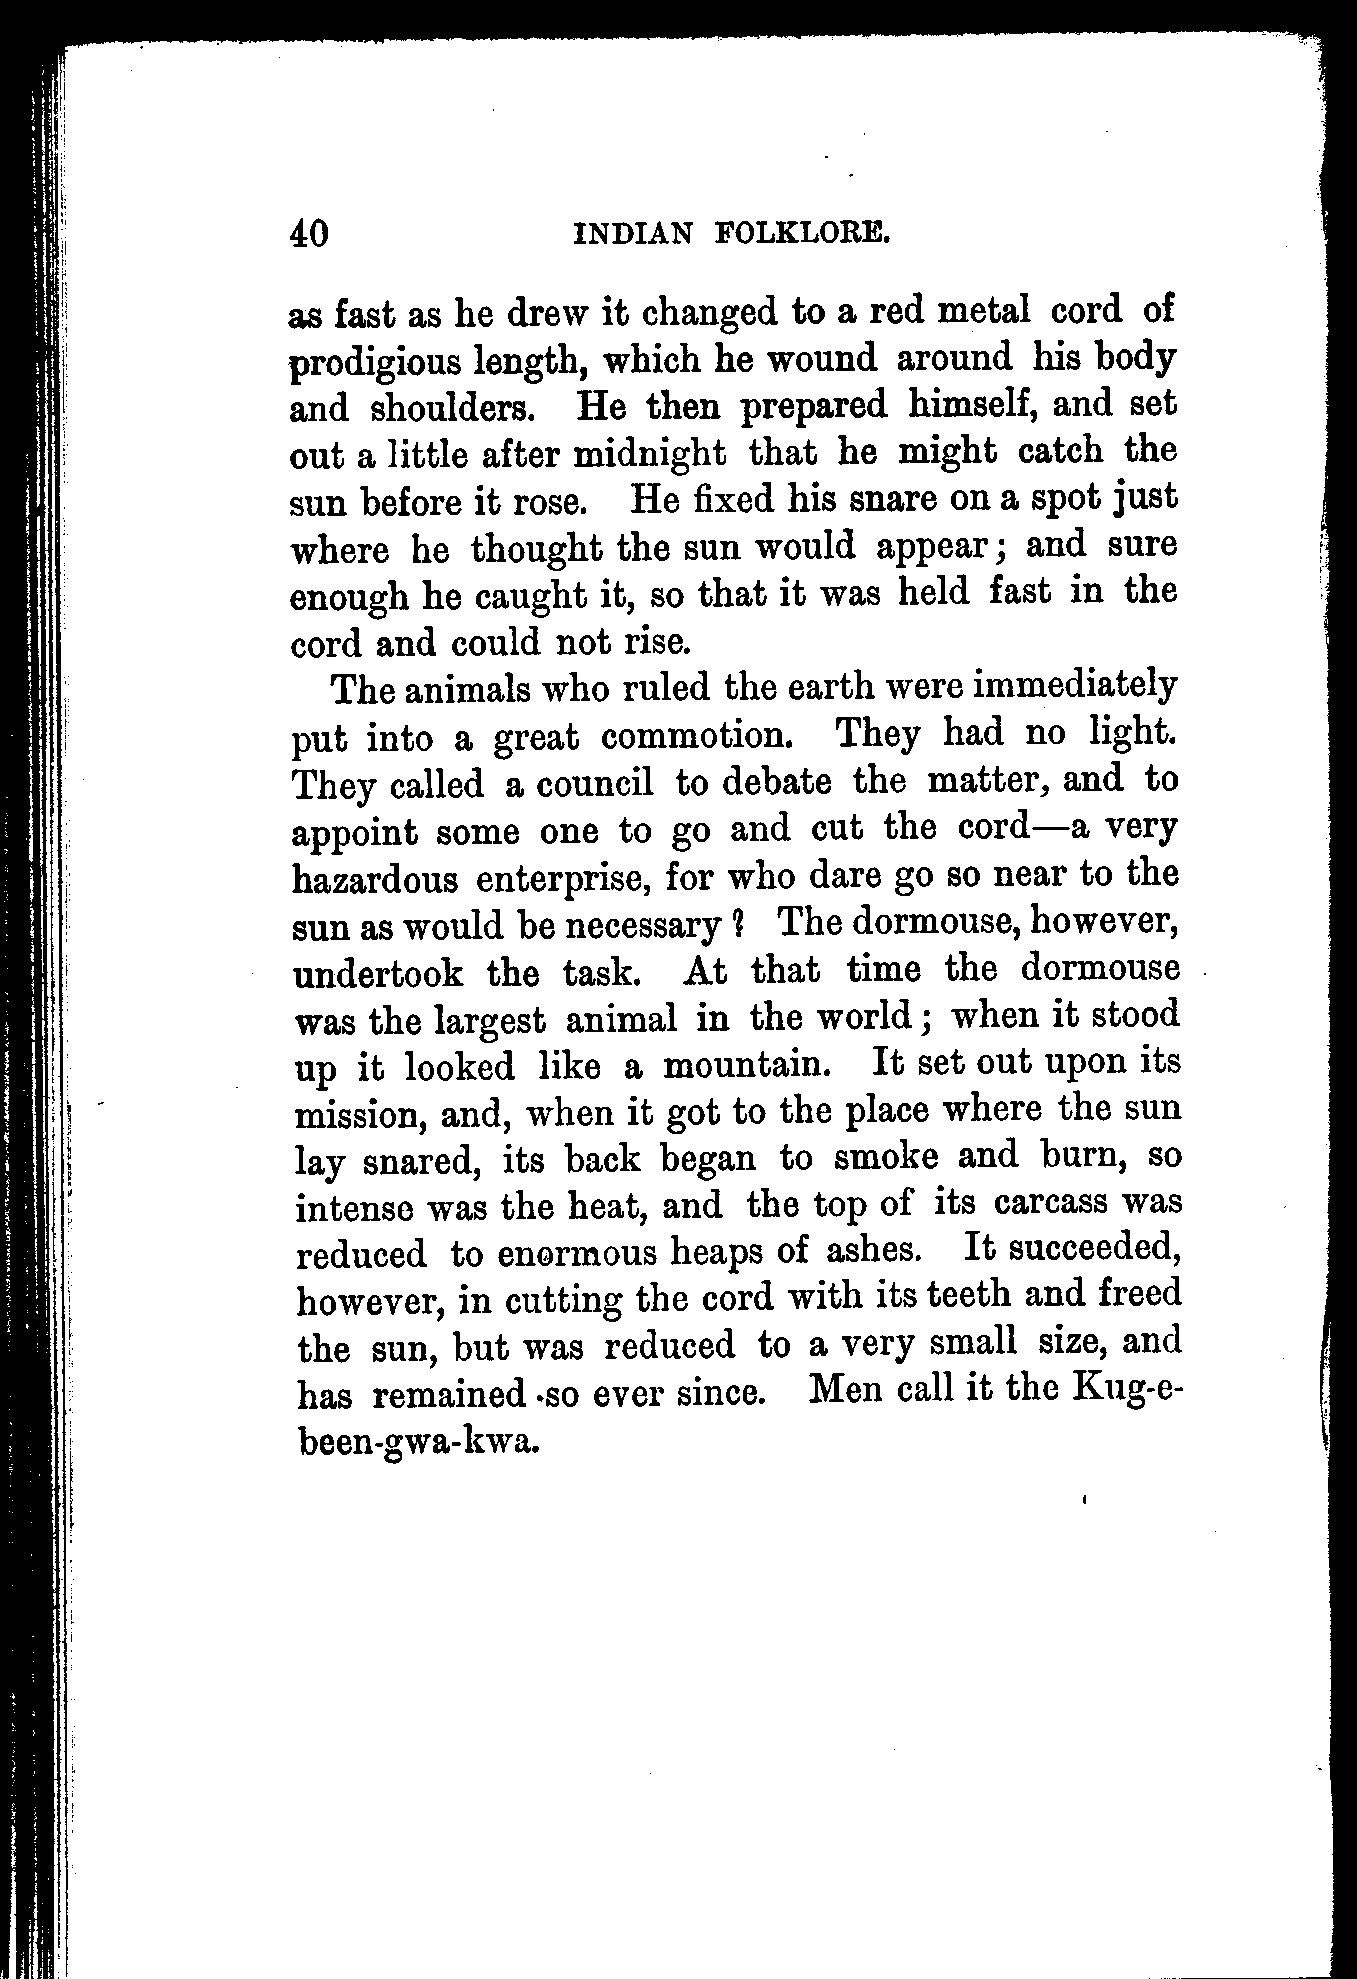 40 INDIAN FOLKLORE.
as fast as he drew it changed to a red metal cord of
prodigious length, which he wound around his body
and shoulders. He then prepared himself, and set
out a little after midnight that he might catch the
sun before it rose. He fixed his snare on a spot just
where he thought the sun would appear; and sure
enough he caught it, so that it was held fast in the
cord and could not rise.
The animals who ruled the earth were immediately
put into a great commotion. They had no light.
They called a council to debate the matter, and to
appoint some one to go and cut the cord—a very
hazardous enterprise, for who dare go so near to the
sun as would be necessary? The dormouse, however,
undertook the task. At that time the dormouse
was the largest animal in the world; when it stood
up it looked like a mountain. It set out upon its
mission, and, when it got to the place where the sun
lay snared, its back began to smoke and burn, so
intense was the heat, and the top of its carcass was
reduced to enormous heaps of ashes. It succeeded,
however, in cutting the cord with its teeth and freed
the sun, but was reduced to a very small size, and
has remained so ever since. Men call it the Kug-e-
been-gwa-kwa.